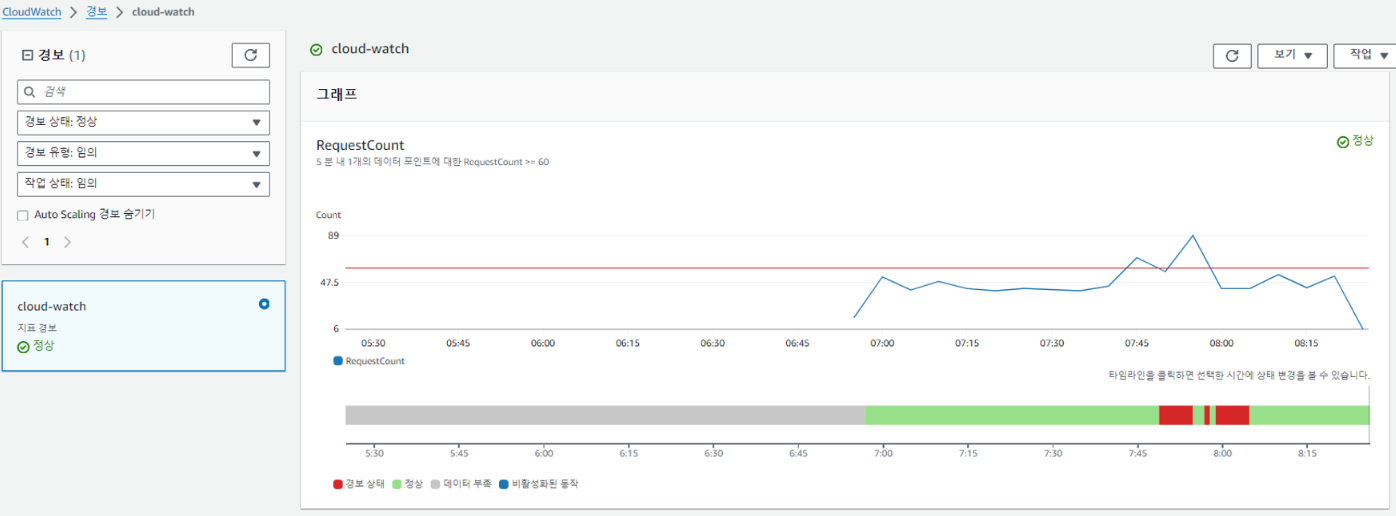 CloudWatch > 경보 > cloud-watch
경보 (1)
검색
경보 상태: 정상
경보 유형: 임의
작업 상태: 임의
Auto Scaling 경보 숨기기
1
cloud-watch
지표 경보
정상
cloud-watch
보기
작업
그래프
RequestCount
정상
5 분 내 1개의 데이터 포인트에 대한 RequestCount >= 60
Count
89
47.5
6
05:30 05:45 06:00 06:15 06:30 06:45 07:00 07:15 07:30 07:45 08:00 08:15
RequestCount
타임라인을 클릭하면 선택한 시간에 상태 변경을 볼 수 있습니다.
5:30 5:45 6:00 6:15 6:30 6:45 7:00 7:15 7:30 7:45 8:00 8:15
경보 상태 정상 데이터 부족 비활성화된 동작